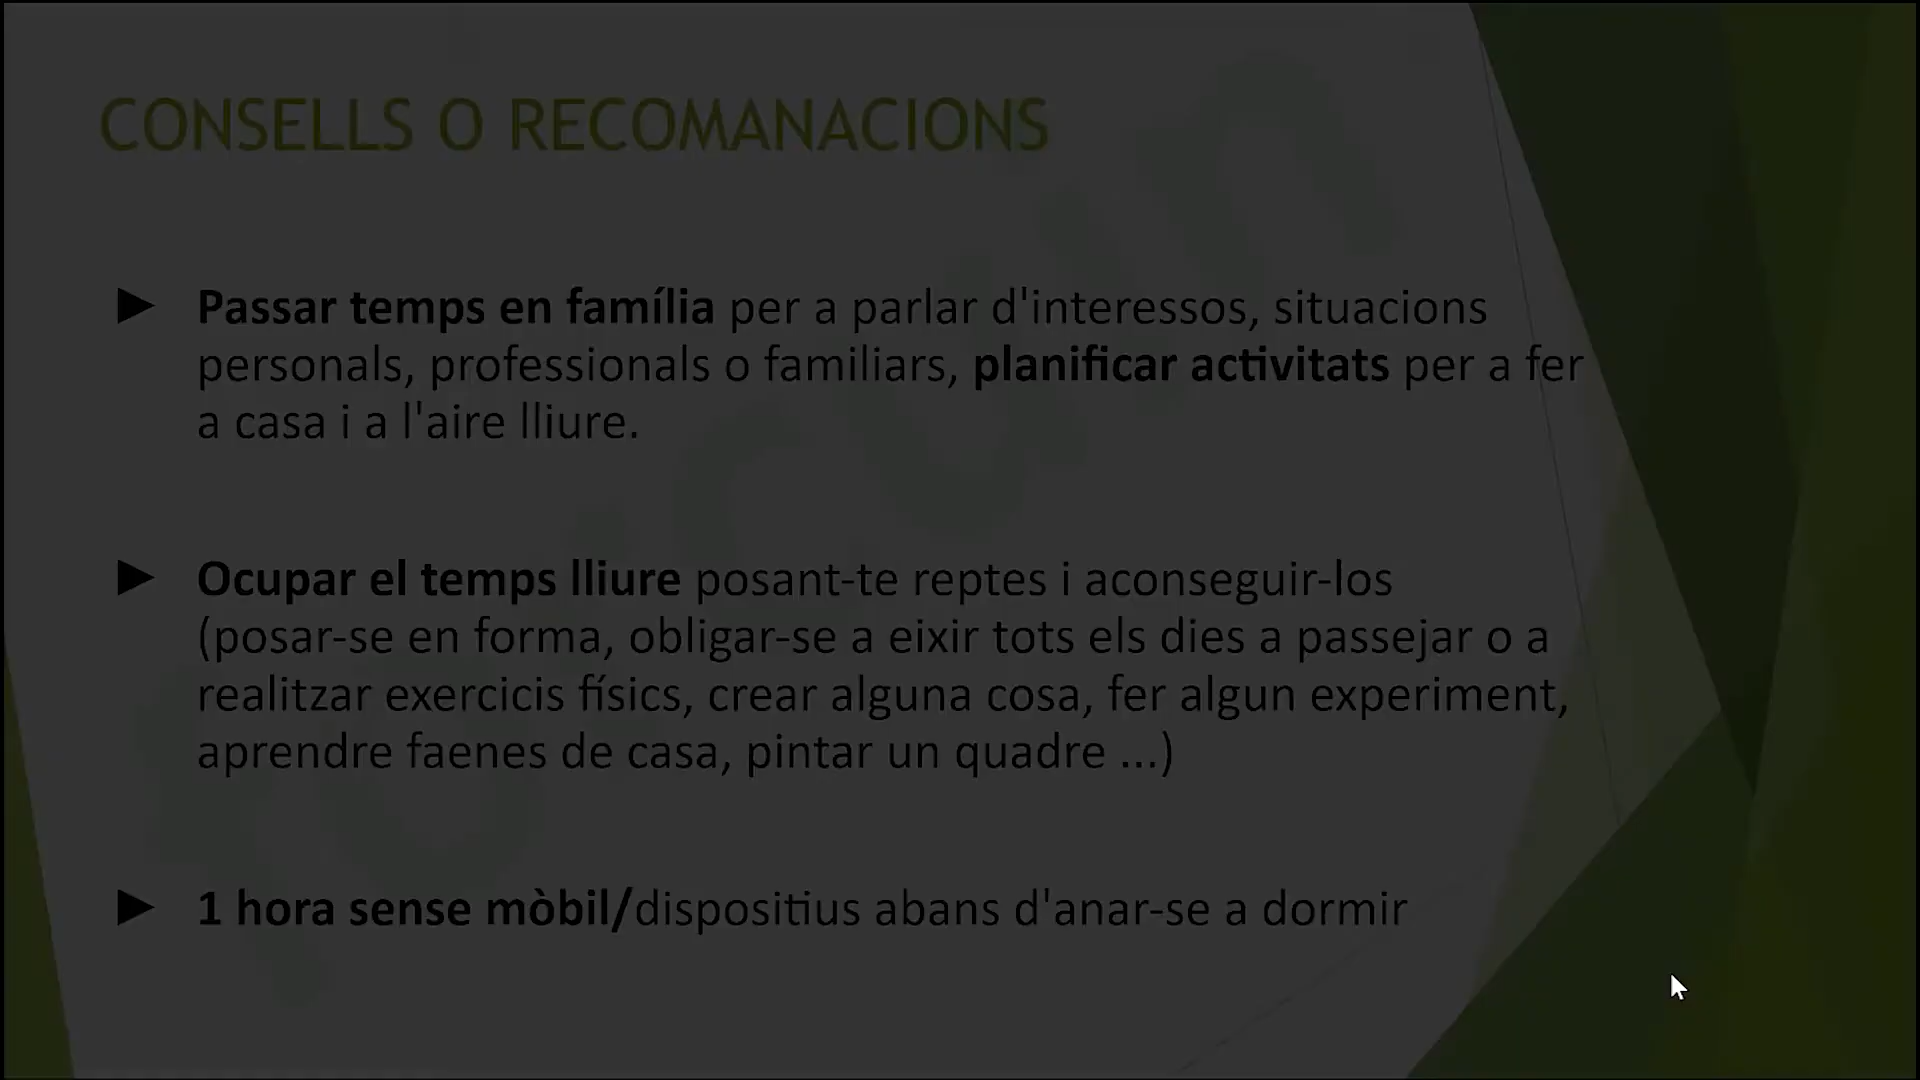 CONSELLS O RECOMANACIONS
Passar temps en família per a parlar d'interessos, situacions
personals, professionals o familiars, planificar activitats per a fer
a casa i a l'aire lliure.
Ocupar el temps lliure posant-te reptes i aconseguir-los
(posar-se en forma, obligar-se a eixir tots els dies a passejar o a
realitzar exercicis físics, crear alguna cosa, fer algun experiment,
aprendre faenes de casa, pintar un quadre ...)
1 hora sense mòbil/dispositius abans d'anar-se a dormir